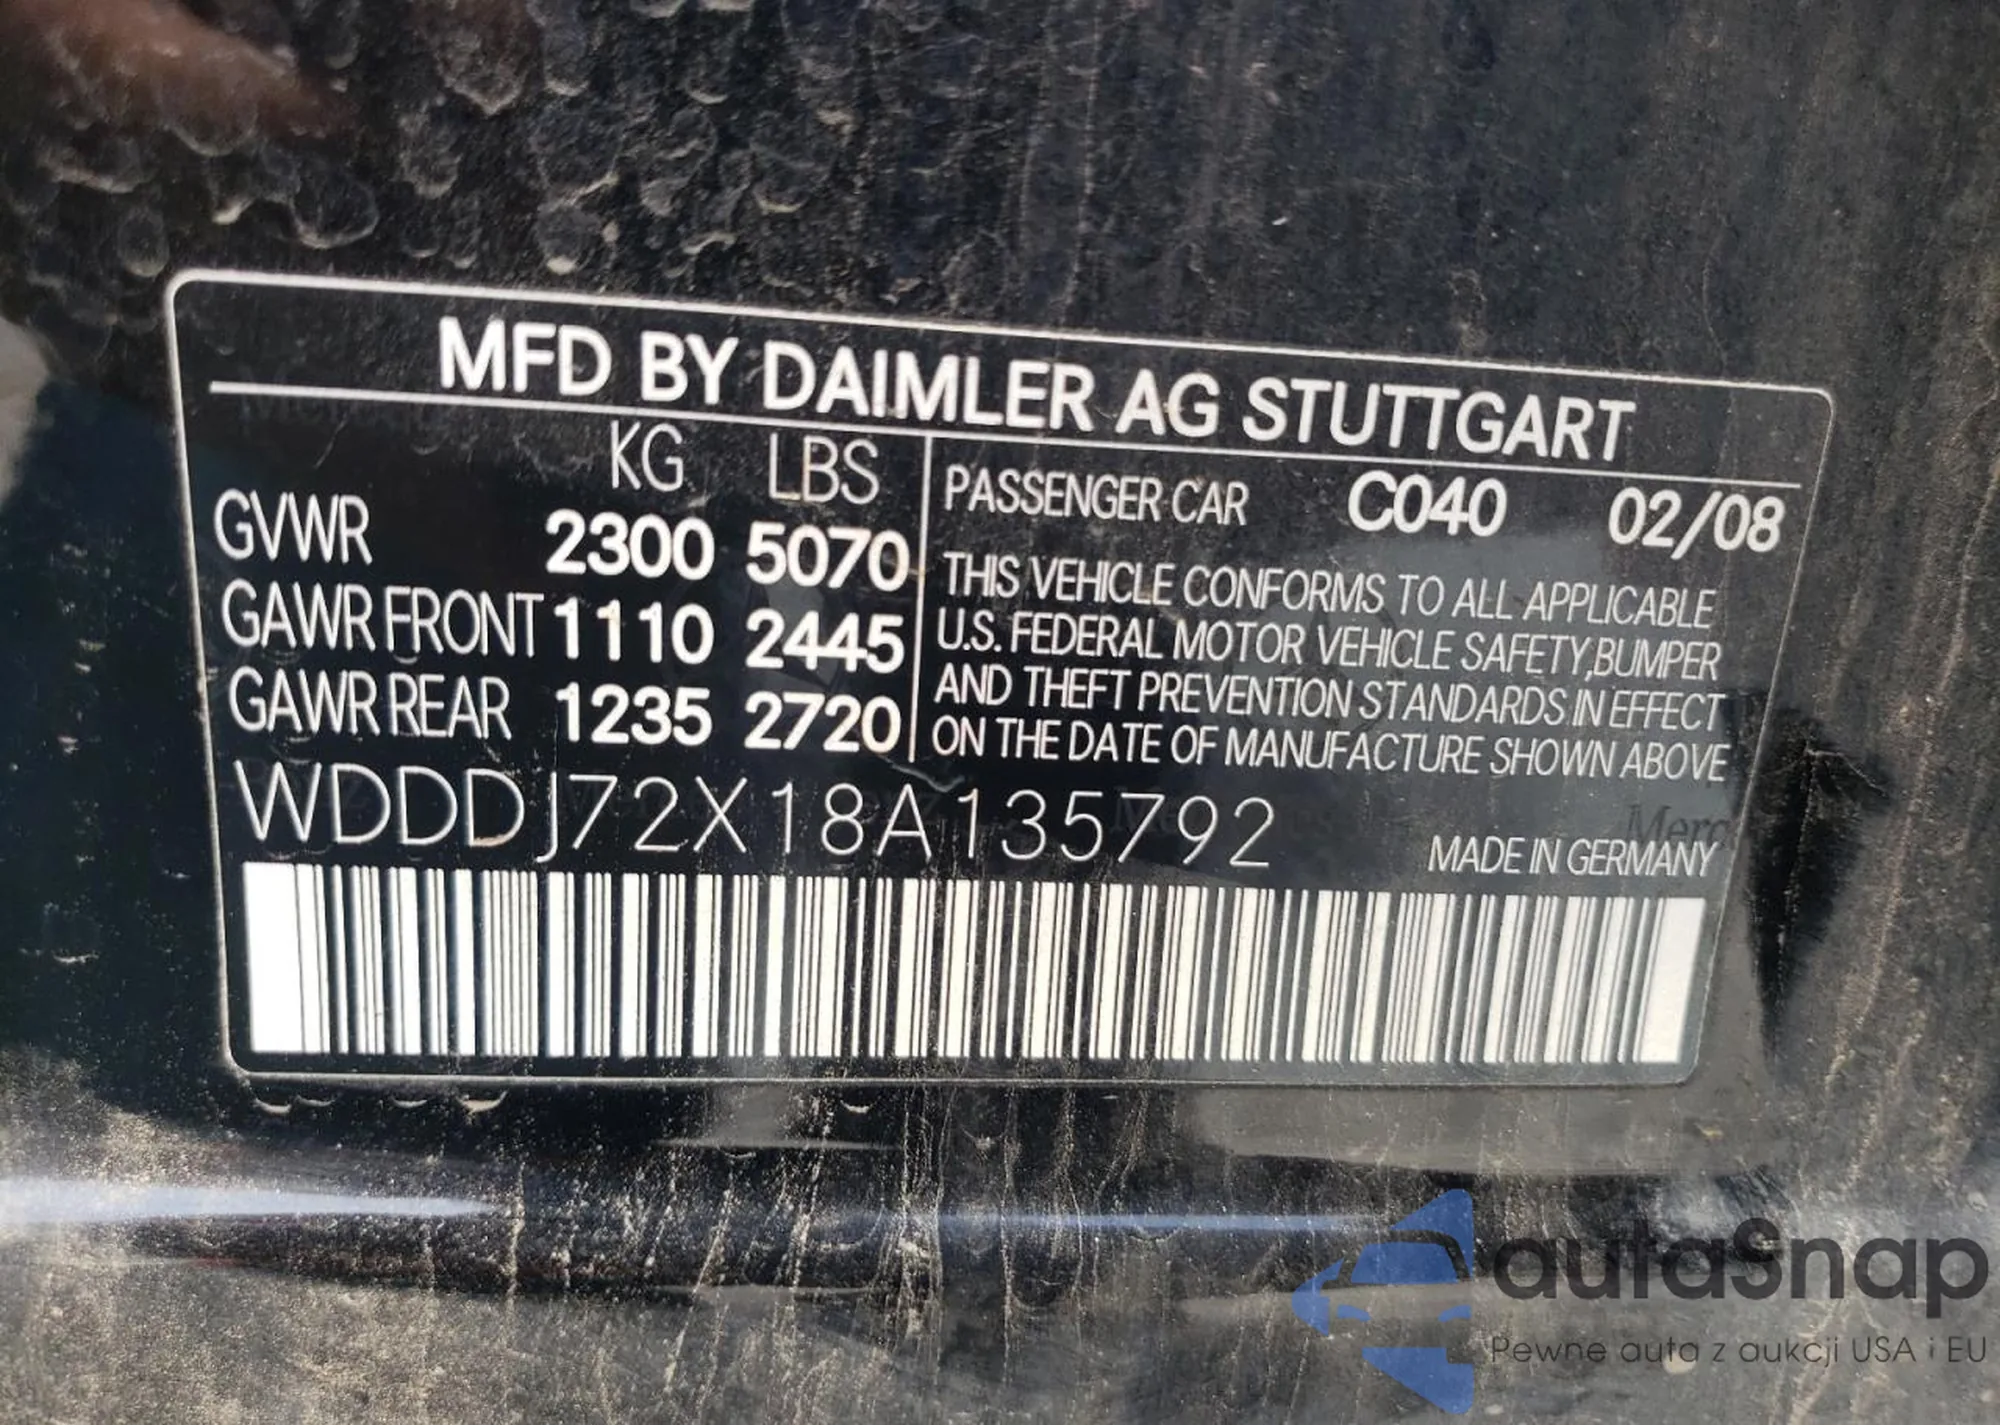 MFD BY DAIMLER AG STUTTGART
KG LBS
GVWR 2300 5070
GAWR FRONT 1110 2445
GAWR REAR 1235 2720
PASSENGER CAR C040 02/08
THIS VEHICLE CONFORMS TO ALL APPLICABLE
U.S. FEDERAL MOTOR VEHICLE SAFETY,BUMPER
AND THEFT PREVENTION STANDARDS IN EFFECT
ON THE DATE OF MANUFACTURE SHOWN ABOVE
WDDDJ72X18A135792
MADE IN GERMANY
autaSnap
Pewne auta z aukcji USA i EU